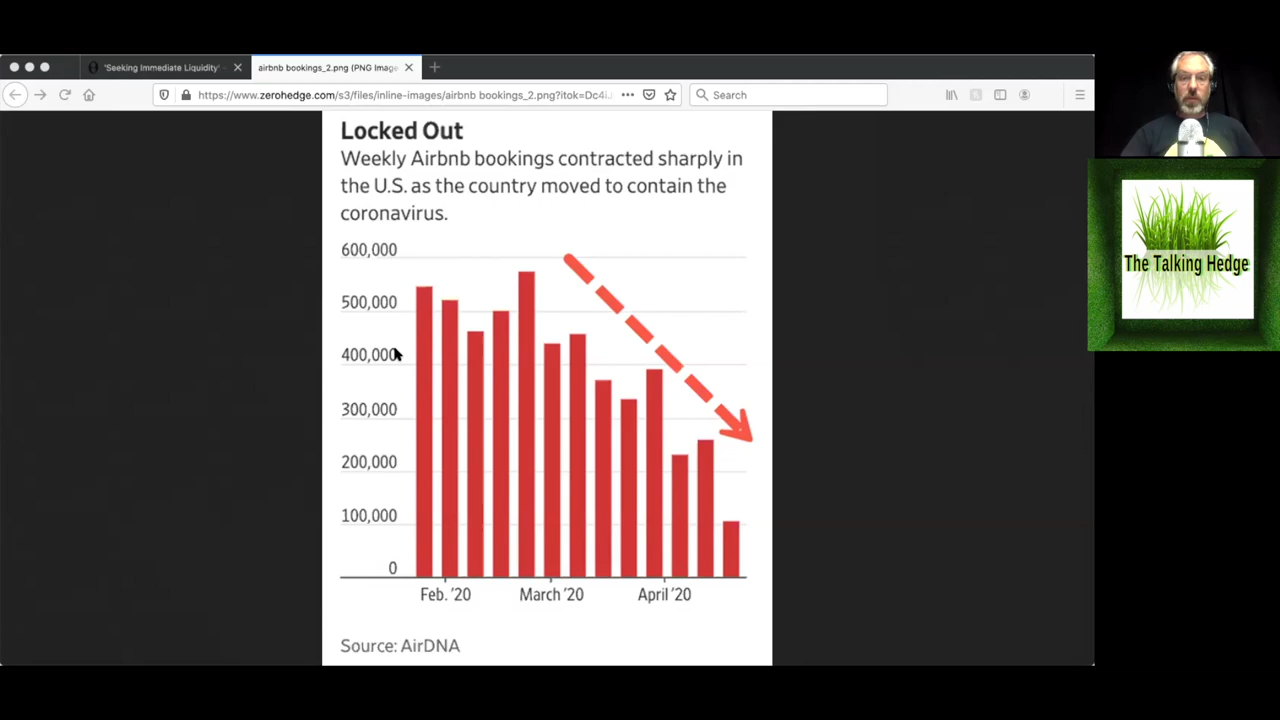 'Seeking Immediate Liquidity'
airbnb bookings_2.png (PNG Imag
https://www.zerohedge.com/s3/files/inline-images/airbnb bookings_2.png?itok=Dc4i
Search
Locked Out
Weekly Airbnb bookings contracted sharply in
the U.S. as the country moved to contain the
coronavirus.
600,000
500,000
400,000
300,000
200,000
100,000
0
Feb. '20
March '20
April '20
Source: AirDNA
The Talking Hedge